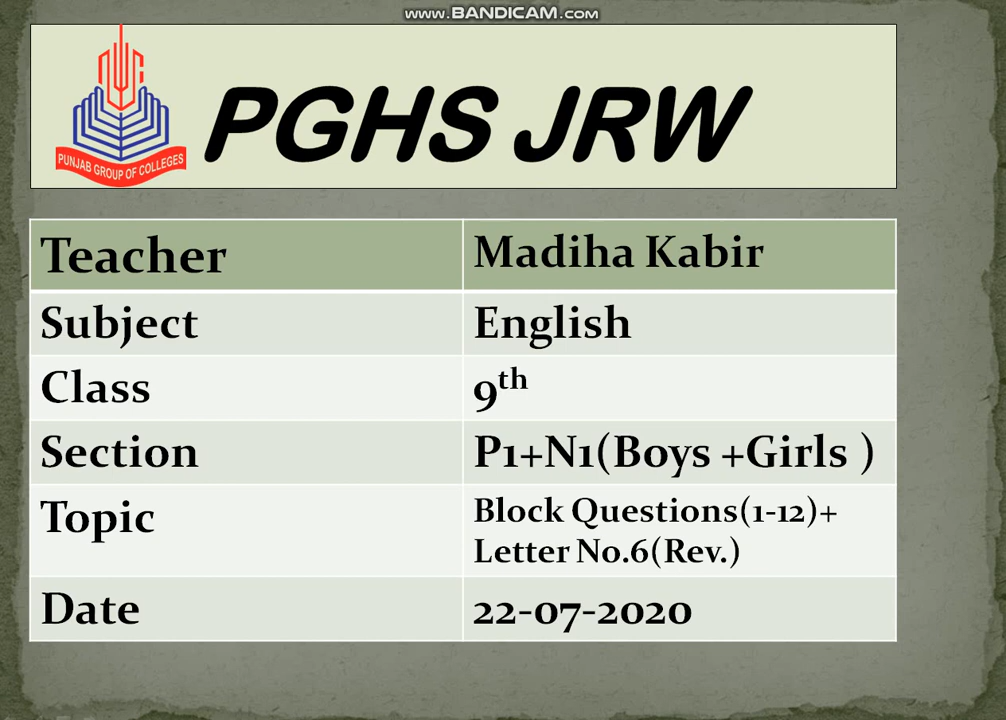 www.BANDICAM.com
PUNJAB GROUP OF COLLEGES
PGHS JRW
Teacher Madiha Kabir
Subject English
Class 9th
Section P1+N1(Boys +Girls )
Topic Block Questions(1-12)+
Letter No.6(Rev.)
Date 22-07-2020